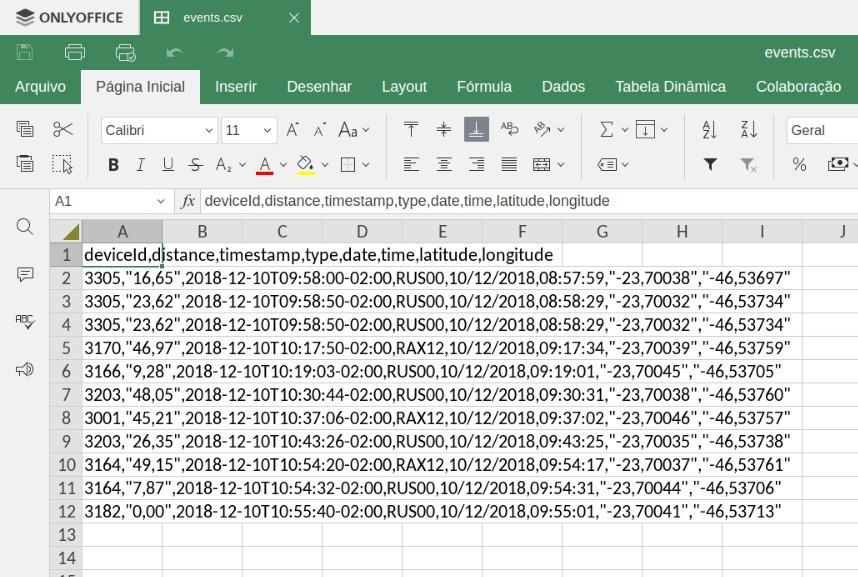 ONLYOFFICE events.csv
events.csv
Arquivo Página Inicial Inserir Desenhar Layout Fórmula Dados Tabela Dinâmica Colaboração
Calibri 11 Geral
A1 fx deviceId,distance,timestamp,type,date,time,latitude,longitude
A B C D E F G H I J
1 deviceId,distance,timestamp,type,date,time,latitude,longitude
2 3305,"16,65",2018-12-10T09:58:00-02:00,RUS00,10/12/2018,08:57:59,"-23,70038","-46,53697"
3 3305,"23,62",2018-12-10T09:58:50-02:00,RUS00,10/12/2018,08:58:29,"-23,70032","-46,53734"
4 3305,"23,62",2018-12-10T09:58:50-02:00,RUS00,10/12/2018,08:58:29,"-23,70032","-46,53734"
5 3170,"46,97",2018-12-10T10:17:50-02:00,RAX12,10/12/2018,09:17:34,"-23,70039","-46,53759"
6 3166,"9,28",2018-12-10T10:19:03-02:00,RUS00,10/12/2018,09:19:01,"-23,70045","-46,53705"
7 3203,"48,05",2018-12-10T10:30:44-02:00,RUS00,10/12/2018,09:30:31,"-23,70038","-46,53760"
8 3001,"45,21",2018-12-10T10:37:06-02:00,RAX12,10/12/2018,09:37:02,"-23,70046","-46,53757"
9 3203,"26,35",2018-12-10T10:43:26-02:00,RUS00,10/12/2018,09:43:25,"-23,70035","-46,53738"
10 3164,"49,15",2018-12-10T10:54:20-02:00,RAX12,10/12/2018,09:54:17,"-23,70037","-46,53761"
11 3164,"7,87",2018-12-10T10:54:32-02:00,RUS00,10/12/2018,09:54:31,"-23,70044","-46,53706"
12 3182,"0,00",2018-12-10T10:55:40-02:00,RUS00,10/12/2018,09:55:01,"-23,70041","-46,53713"
13
14